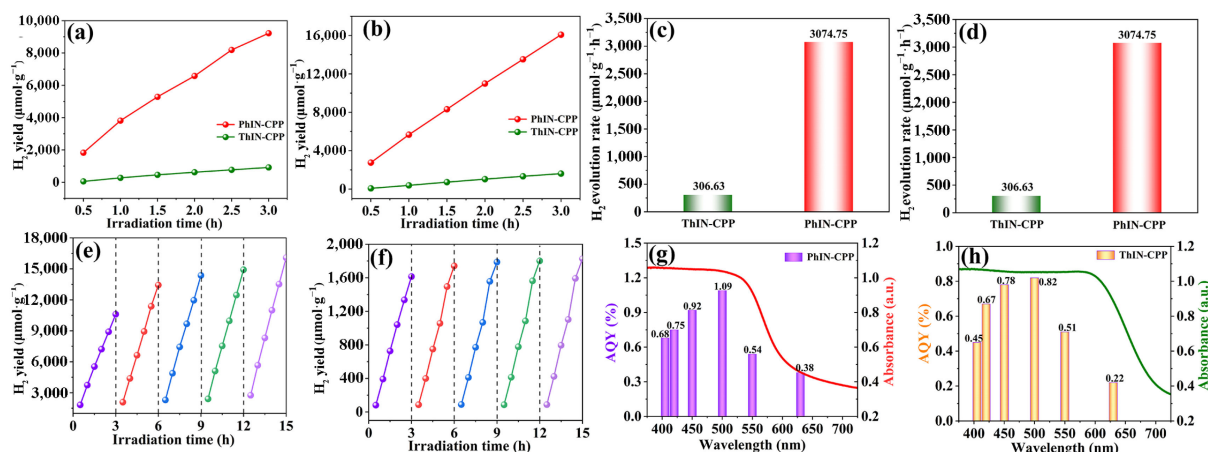 (a)
10,000
8,000
6,000
4,000
2,000
0
H₂ yield (μmol·g⁻¹)
PhIN-CPP
ThIN-CPP
0.5 1.0 1.5 2.0 2.5 3.0
Irradiation time (h)
(b)
16,000
12,000
8,000
4,000
0
H₂ yield (μmol·g⁻¹)
PhIN-CPP
ThIN-CPP
0.5 1.0 1.5 2.0 2.5 3.0
Irradiation time (h)
(c)
3,500
3,000
2,500
2,000
1,500
1,000
500
0
H₂ evolution rate (μmol·g⁻¹·h⁻¹)
3074.75
306.63
ThIN-CPP PhIN-CPP
(d)
3,500
3,000
2,500
2,000
1,500
1,000
500
0
H₂ evolution rate (μmol·g⁻¹·h⁻¹)
3074.75
306.63
ThIN-CPP PhIN-CPP
(e)
18,000
15,000
12,000
9,000
6,000
3,000
H₂ yield (μmol·g⁻¹)
0 3 6 9 12 15
Irradiation time (h)
(f)
2,000
1,600
1,200
800
400
0
H₂ yield (μmol·g⁻¹)
0 3 6 9 12 15
Irradiation time (h)
(g)
1.5
1.2
0.9
0.6
0.3
0.0
AQY (%)
PhIN-CPP
0.68 0.75 0.92 1.09 0.54 0.38
1.2
1.0
0.8
0.6
0.4
0.2
Absorbance (a.u.)
400 450 500 550 600 650 700
Wavelength (nm)
(h)
1.0
0.8
0.6
0.4
0.2
0.0
AQY (%)
ThIN-CPP
0.45 0.67 0.78 0.82 0.51 0.22
1.2
1.0
0.8
0.6
0.4
0.2
Absorbance (a.u.)
400 450 500 550 600 650 700
Wavelength (nm)